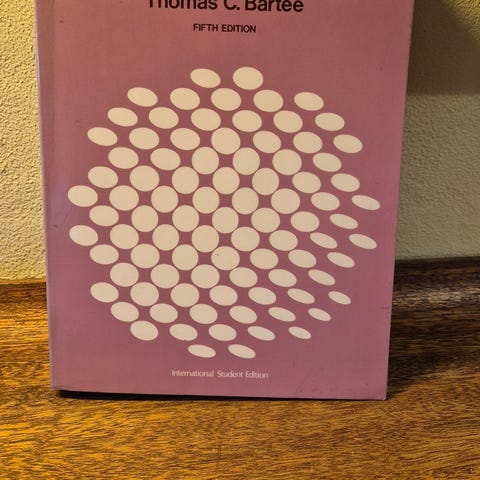 Thomas C. Bartee
FIFTH EDITION
International Student Edition